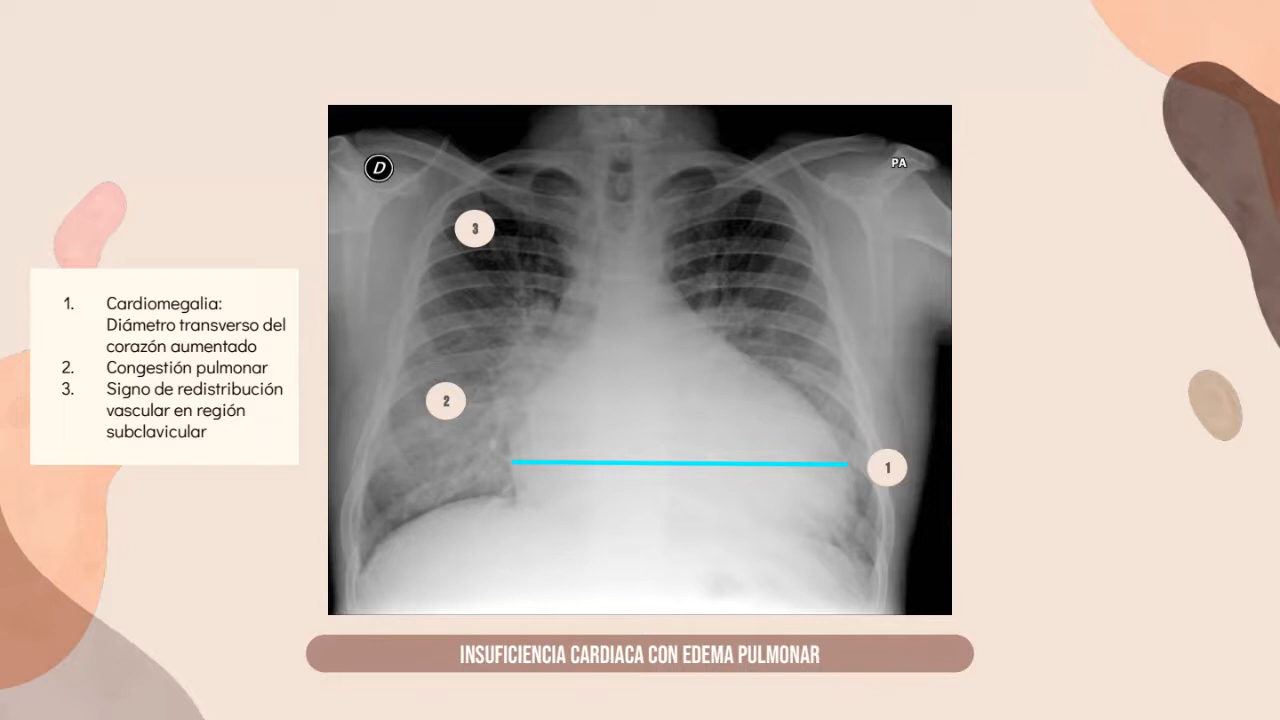 D
PA
3
1. Cardiomegalia:
Diámetro transverso del
corazón aumentado
2. Congestión pulmonar
3. Signo de redistribución
vascular en región
subclavicular
2
1
INSUFICIENCIA CARDIACA CON EDEMA PULMONAR